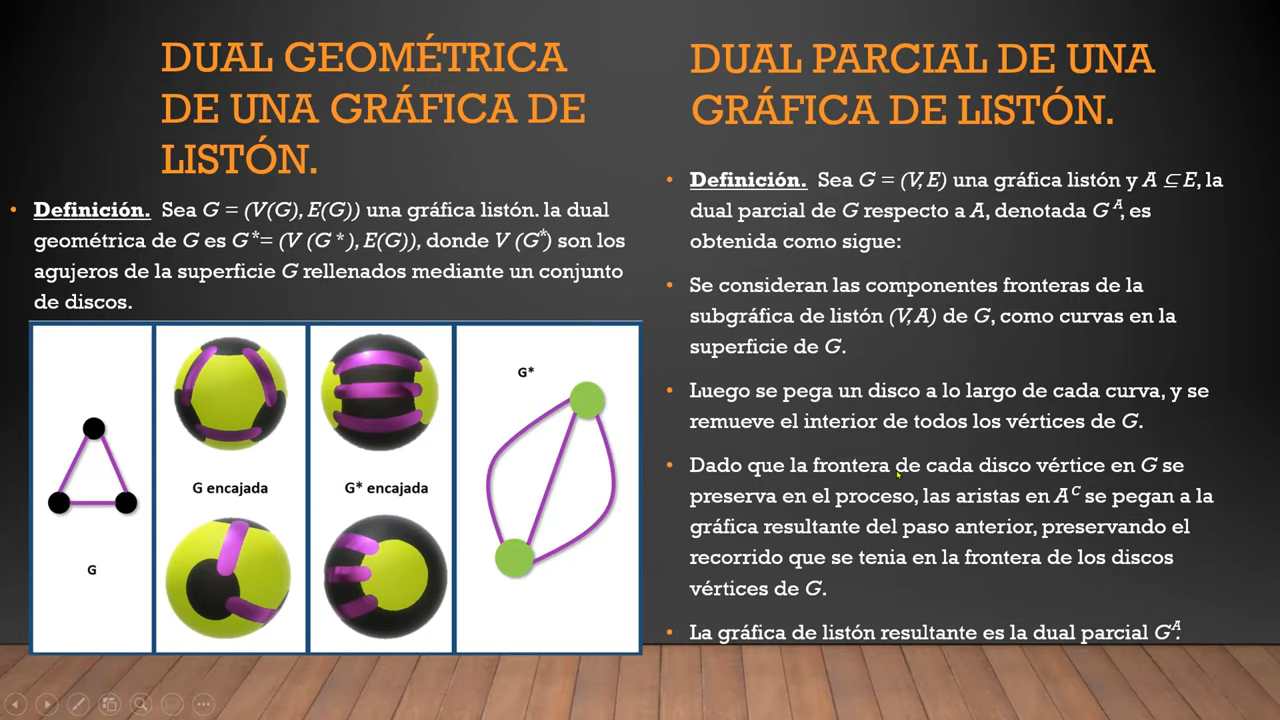 DUAL GEOMÉTRICA
DE UNA GRÁFICA DE
LISTÓN.
• Definición. Sea G = (V(G), E(G)) una gráfica listón. la dual
geométrica de G es G*= (V (G*), E(G)), donde V (G*) son los
agujeros de la superficie G rellenados mediante un conjunto
de discos.
G
G encajada
G* encajada
G*
DUAL PARCIAL DE UNA
GRÁFICA DE LISTÓN.
• Definición. Sea G = (V,E) una gráfica listón y A ⊆ E, la
dual parcial de G respecto a A, denotada G^A, es
obtenida como sigue:
• Se consideran las componentes fronteras de la
subgráfica de listón (V,A) de G, como curvas en la
superficie de G.
• Luego se pega un disco a lo largo de cada curva, y se
remueve el interior de todos los vértices de G.
• Dado que la frontera de cada disco vértice en G se
preserva en el proceso, las aristas en A^C se pegan a la
gráfica resultante del paso anterior, preservando el
recorrido que se tenia en la frontera de los discos
vértices de G.
• La gráfica de listón resultante es la dual parcial G^A.